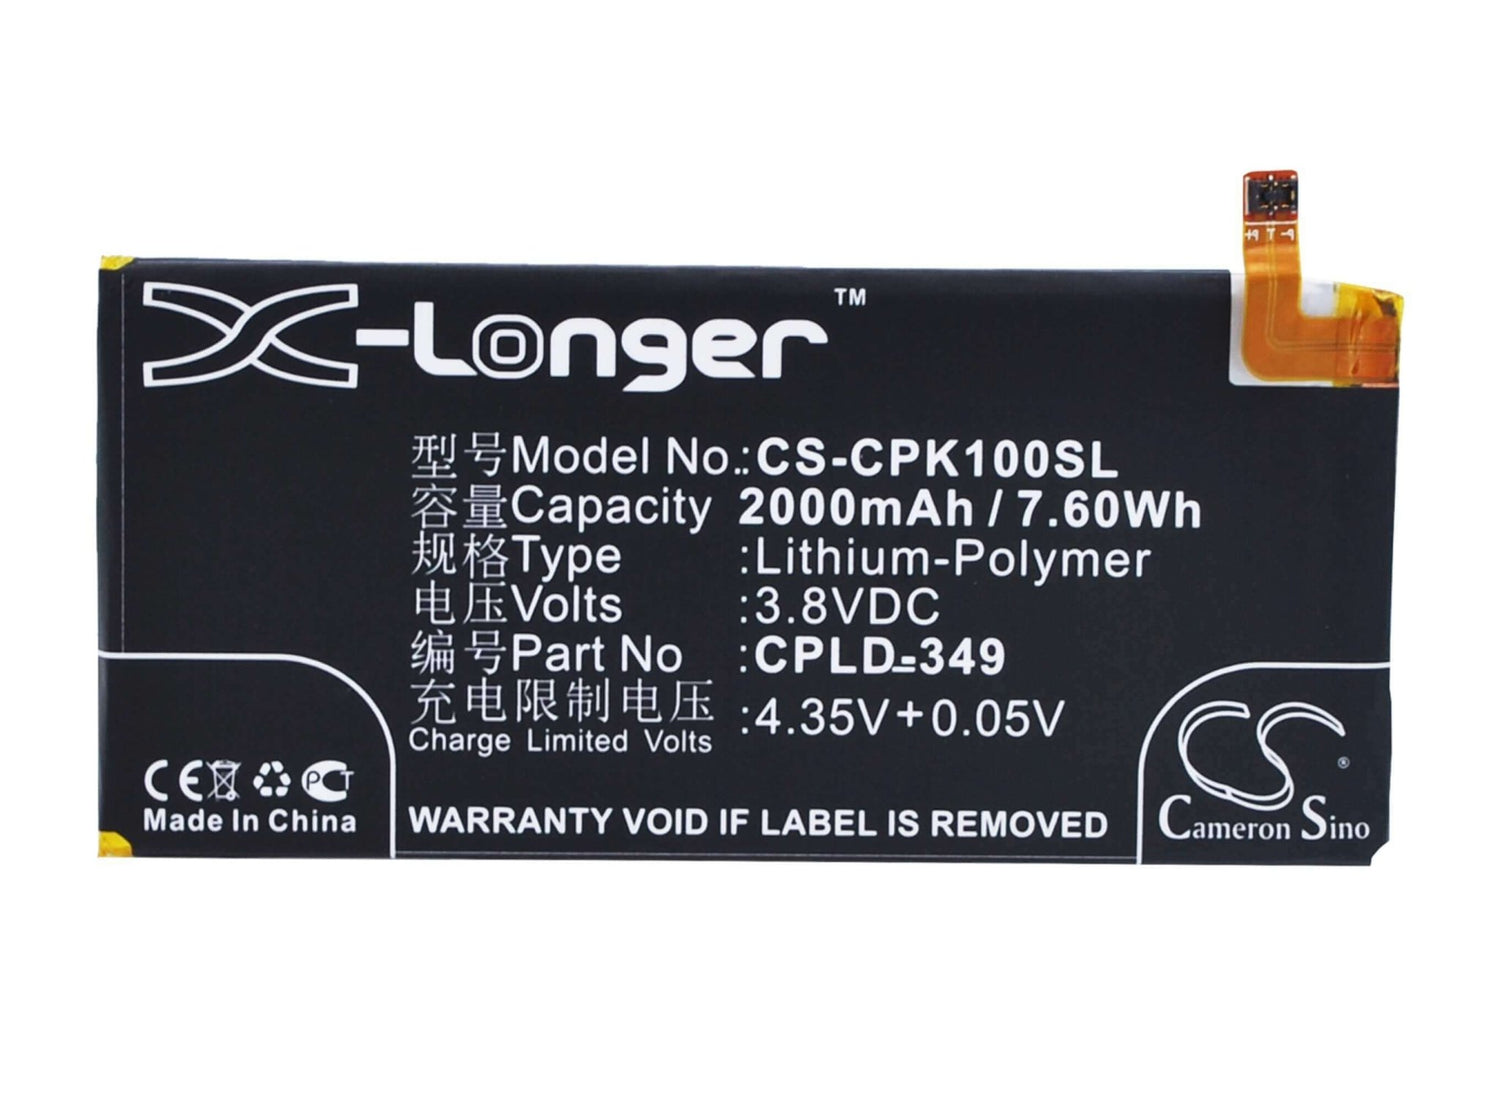 X-Longer™
型号Model No.:CS-CPK100SL
容量Capacity 2000mAh / 7.60Wh
规格Type :Lithium-Polymer
电压Volts :3.8VDC
编号Part No :CPLD-349
充电限制电压 :4.35V+0.05V
Charge Limited Volts
CE PCT
Made In China
WARRANTY VOID IF LABEL IS REMOVED
CS®
Cameron Sino
+P T P-